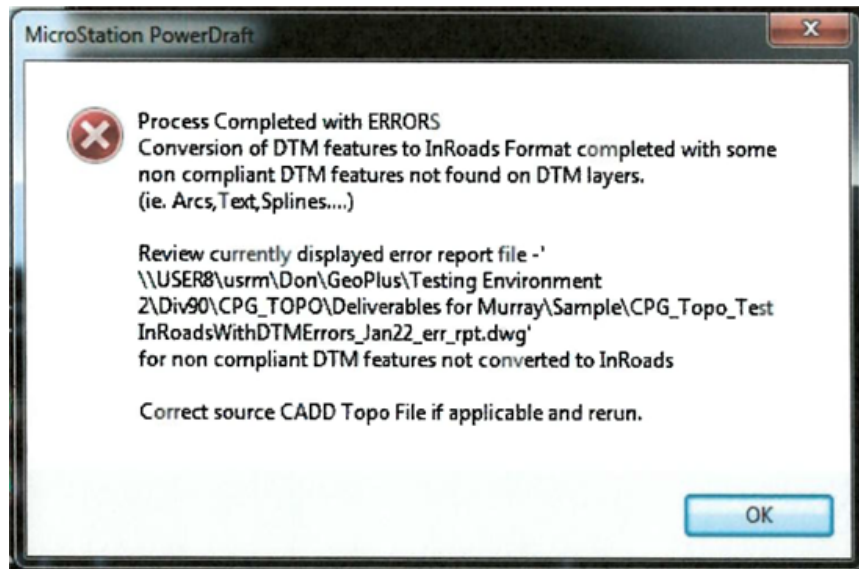 MicroStation PowerDraft
Process Completed with ERRORS
Conversion of DTM features to InRoads Format completed with some
non compliant DTM features not found on DTM layers.
(ie. Arcs,Text,Splines....)
Review currently displayed error report file -'
\\USER8\usrm\Don\GeoPlus\Testing Environment
2\Div90\CPG_TOPO\Deliverables for Murray\Sample\CPG_Topo_Test
InRoadsWithDTMErrors_Jan22_err_rpt.dwg'
for non compliant DTM features not converted to InRoads
Correct source CADD Topo File if applicable and rerun.
OK